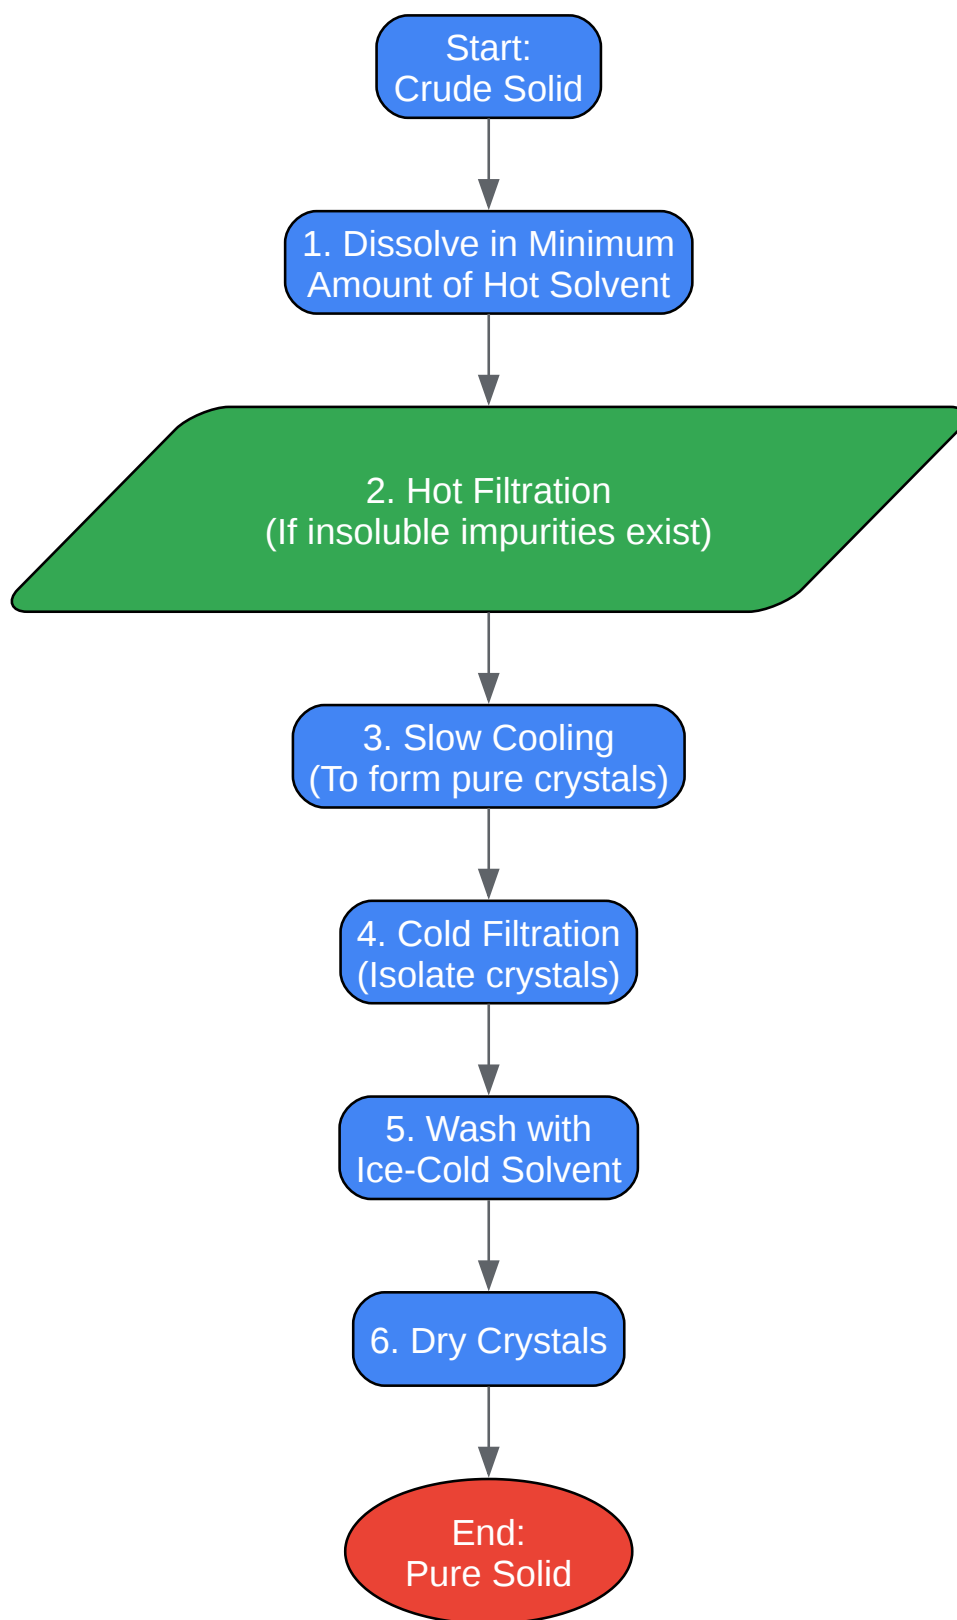 Start:
Crude Solid
1. Dissolve in Minimum
Amount of Hot Solvent
2. Hot Filtration
(If insoluble impurities exist)
3. Slow Cooling
(To form pure crystals)
4. Cold Filtration
(Isolate crystals)
5. Wash with
Ice-Cold Solvent
6. Dry Crystals
End:
Pure Solid